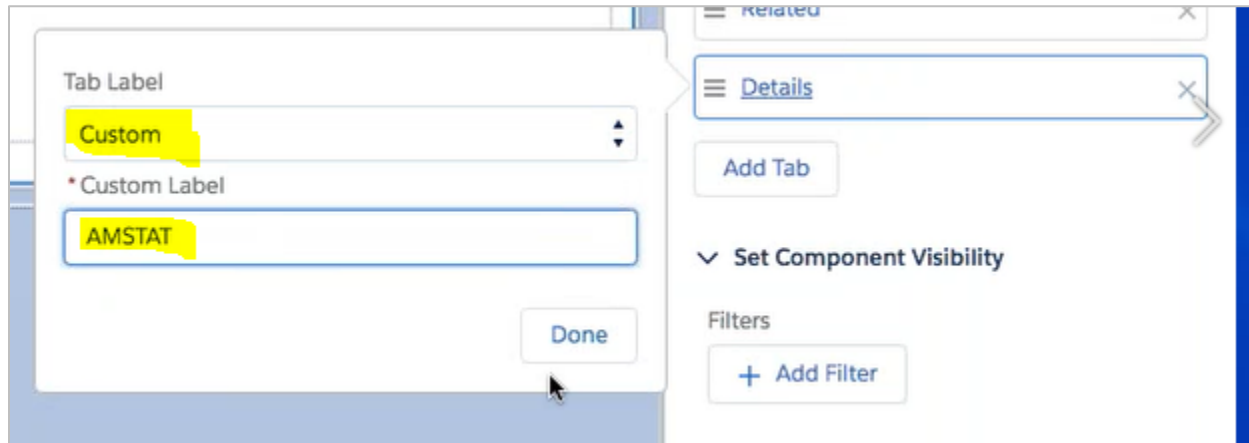 Related
Tab Label
Details
Custom
Add Tab
*Custom Label
AMSTAT
Set Component Visibility
Filters
Done
+ Add Filter